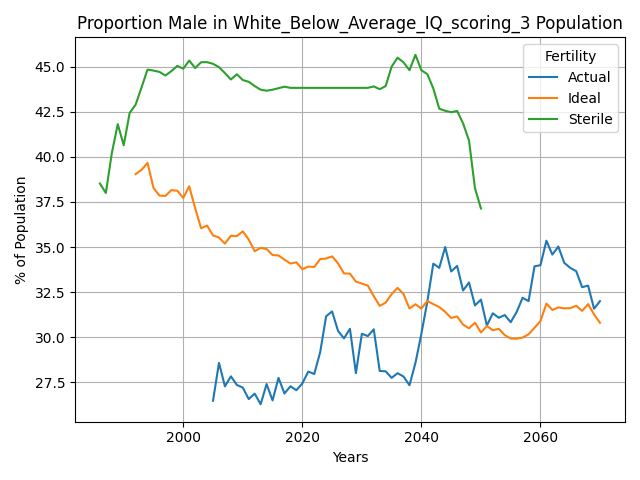 Proportion Male in White_Below_Average_IQ_scoring_3 Population
Fertility
Actual
Ideal
Sterile
% of Population
45.0
42.5
40.0
37.5
35.0
32.5
30.0
27.5
2000
2020
2040
2060
Years